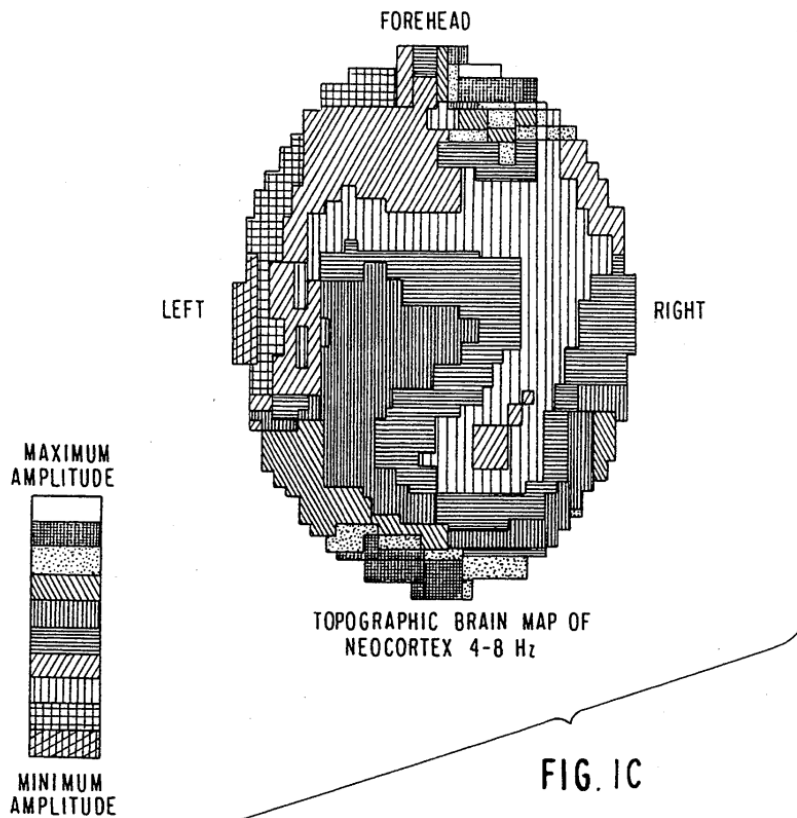 FOREHEAD
LEFT
RIGHT
MAXIMUM
AMPLITUDE
TOPOGRAPHIC BRAIN MAP OF
NEOCORTEX 4-8 Hz
MINIMUM
AMPLITUDE
FIG. 1C